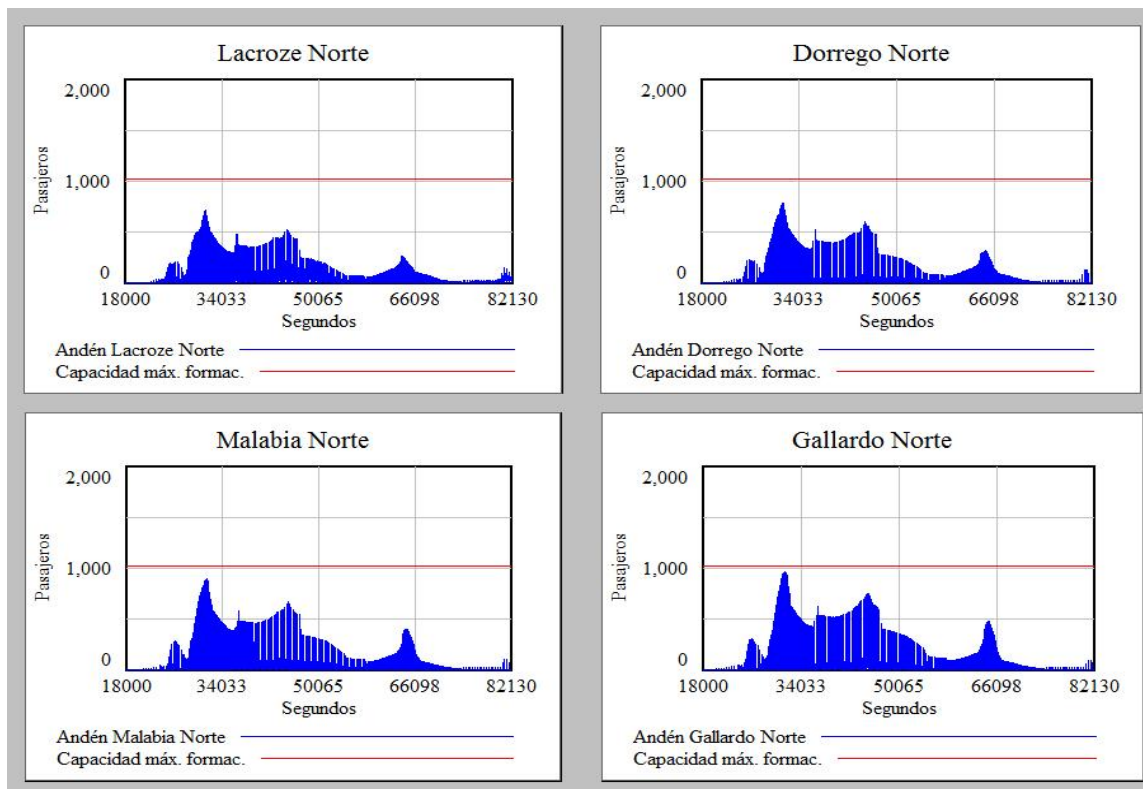 Lacroze Norte
2,000
1,000
0
Pasajeros
18000 34033 50065 66098 82130
Segundos
Andén Lacroze Norte
Capacidad máx. formac.
Dorrego Norte
2,000
1,000
0
Pasajeros
18000 34033 50065 66098 82130
Segundos
Andén Dorrego Norte
Capacidad máx. formac.
Malabia Norte
2,000
1,000
0
Pasajeros
18000 34033 50065 66098 82130
Segundos
Andén Malabia Norte
Capacidad máx. formac.
Gallardo Norte
2,000
1,000
0
Pasajeros
18000 34033 50065 66098 82130
Segundos
Andén Gallardo Norte
Capacidad máx. formac.